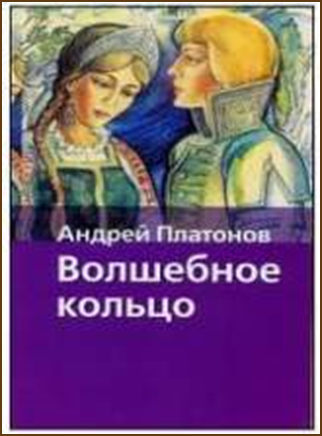 Андрей Платонов
Волшебное
кольцо